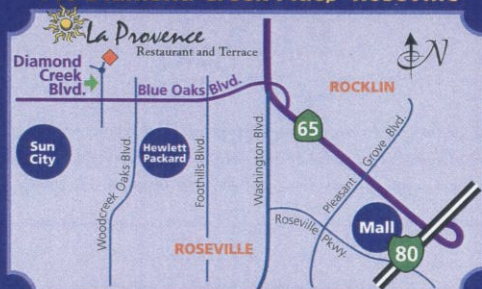 La Provence
Restaurant and Terrace
Diamond
Creek
Blvd.
Blue Oaks Blvd.
ROCKLIN
N
65
Sun
City
Hewlett
Packard
Woodcreek Oaks Blvd.
Foothills Blvd.
Washington Blvd.
Pleasant Grove Blvd.
Roseville Pkwy.
Mall
ROSEVILLE
80